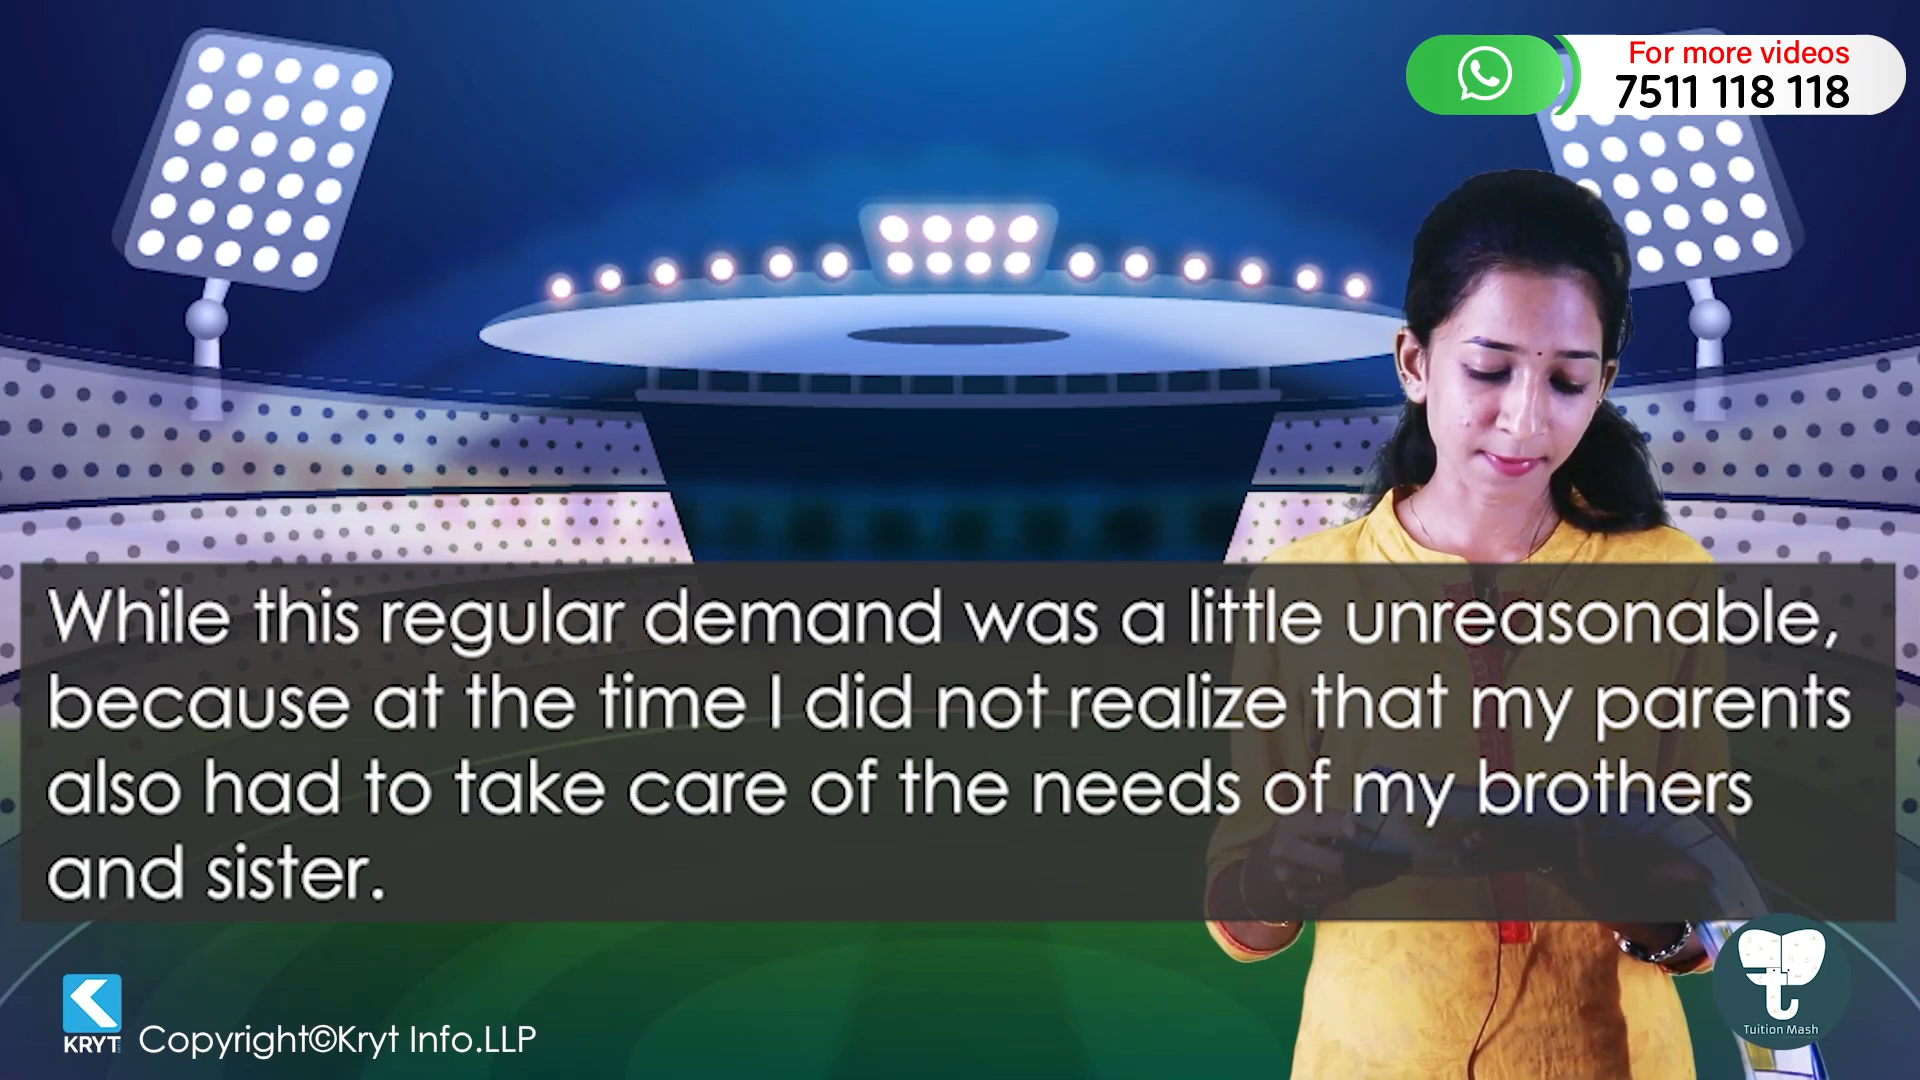 For more videos
7511 118 118
While this regular demand was a little unreasonable,
because at the time I did not realize that my parents
also had to take care of the needs of my brothers
and sister.
KRYT
Copyright©Kryt Info.LLP
Tuition Mash